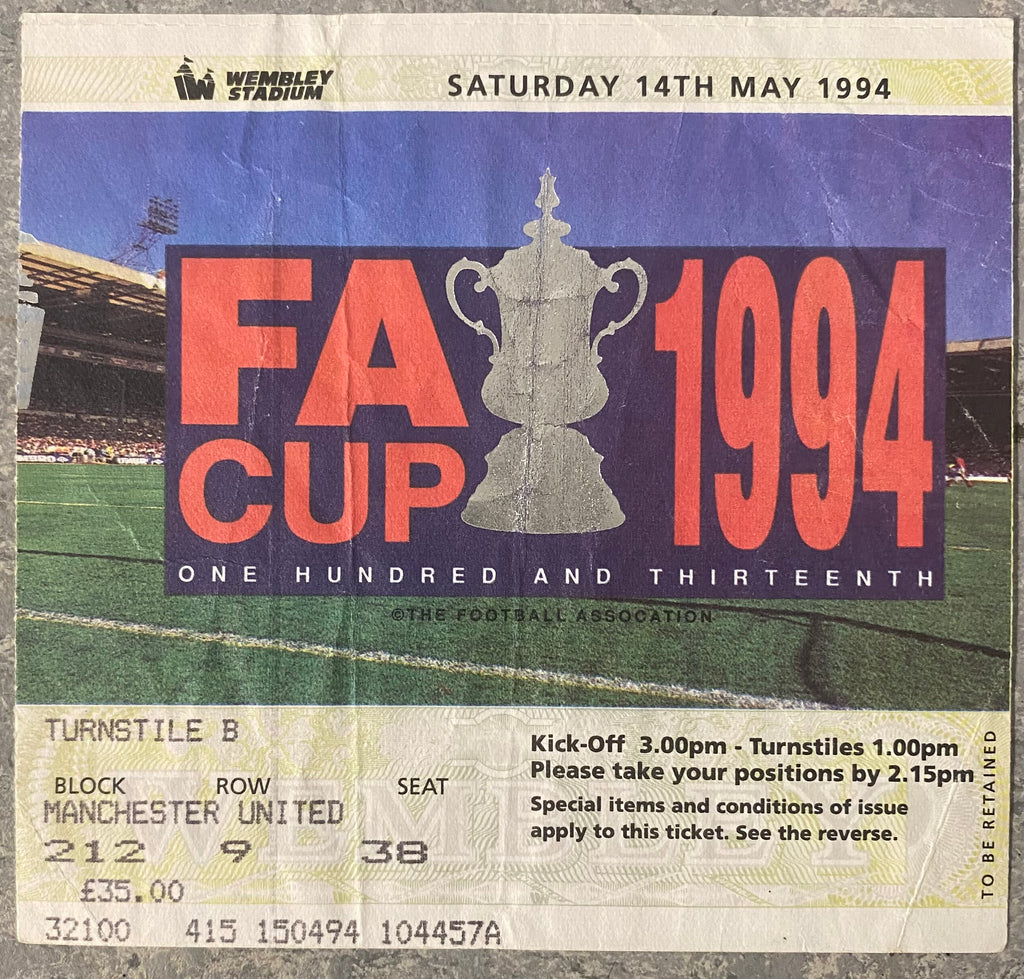 WEMBLEY
STADIUM
SATURDAY 14TH MAY 1994
FA
CUP
1994
ONE HUNDRED AND THIRTEENTH
©THE FOOTBALL ASSOCATION
TURNSTILE B
BLOCK ROW SEAT
MANCHESTER UNITED
212 9 38
£35.00
32100 415 150494 104457A
Kick-Off 3.00pm - Turnstiles 1.00pm
Please take your positions by 2.15pm
Special items and conditions of issue
apply to this ticket. See the reverse.
TO BE RETAINED
WEMBLEY